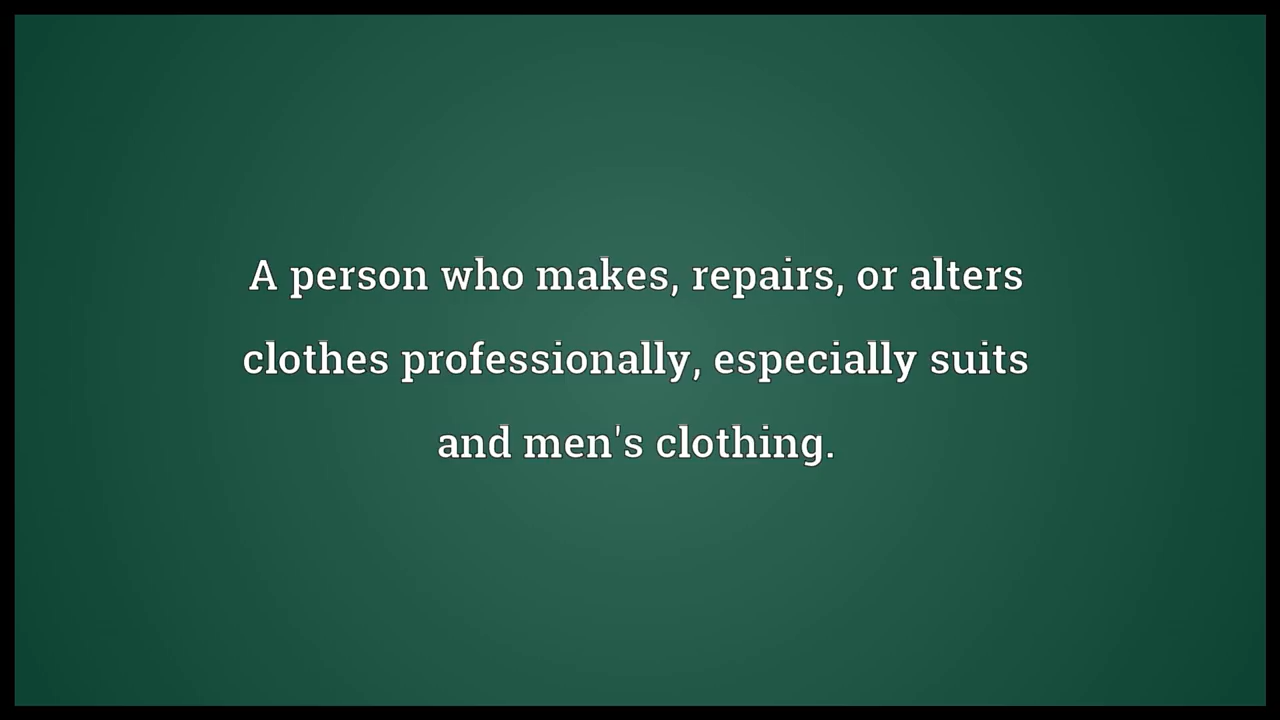 A person who makes, repairs, or alters
clothes professionally, especially suits
and men's clothing.